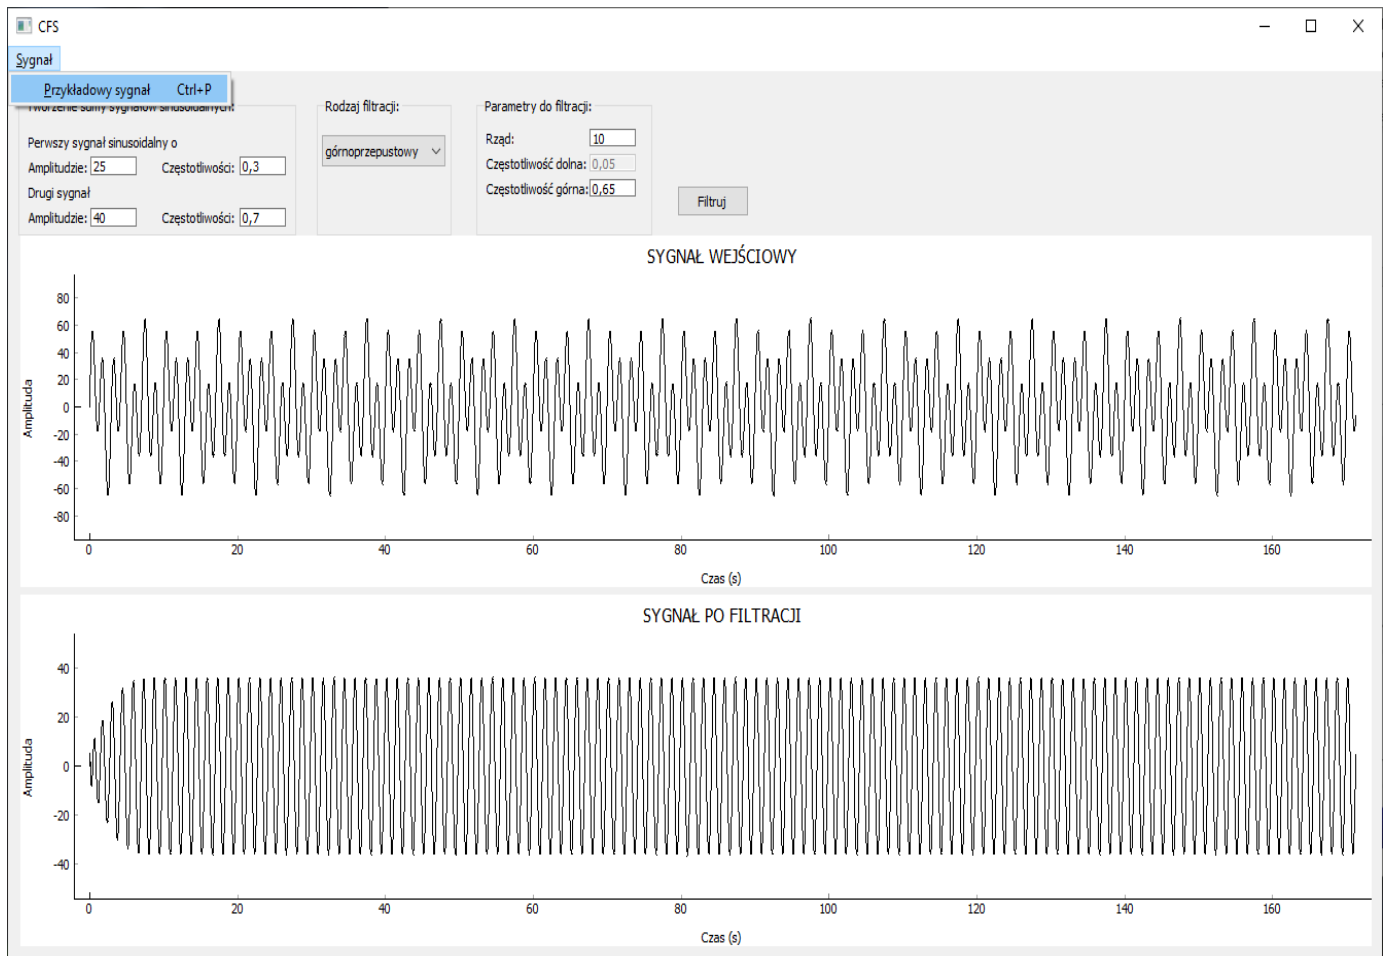 CFS
Sygnał
Przykładowy sygnał Ctrl+P
Tworzenie sumy sygnałów sinusoidalnych:
Perwszy sygnał sinusoidalny o
Amplitudzie: 25 Częstotliwości: 0,3
Drugi sygnał
Amplitudzie: 40 Częstotliwości: 0,7
Rodzaj filtracji:
górnoprzepustowy
Parametry do filtracji:
Rząd: 10
Częstotliwość dolna: 0,05
Częstotliwość górna: 0,65
Filtruj
SYGNAŁ WEJŚCIOWY
Amplituda
80
60
40
20
0
-20
-40
-60
-80
0 20 40 60 80 100 120 140 160
Czas (s)
SYGNAŁ PO FILTRACJI
Amplituda
40
20
0
-20
-40
0 20 40 60 80 100 120 140 160
Czas (s)